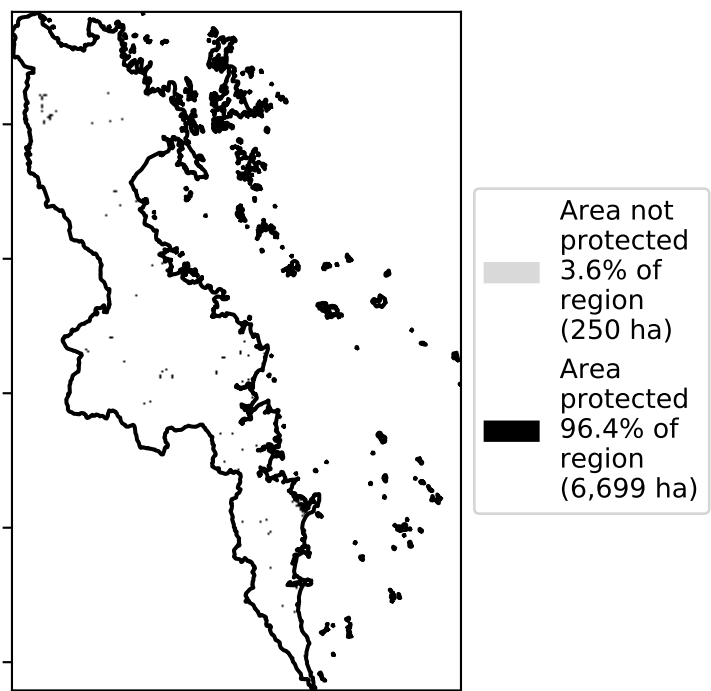 Area not
protected
3.6% of
region
(250 ha)
Area
protected
96.4% of
region
(6,699 ha)